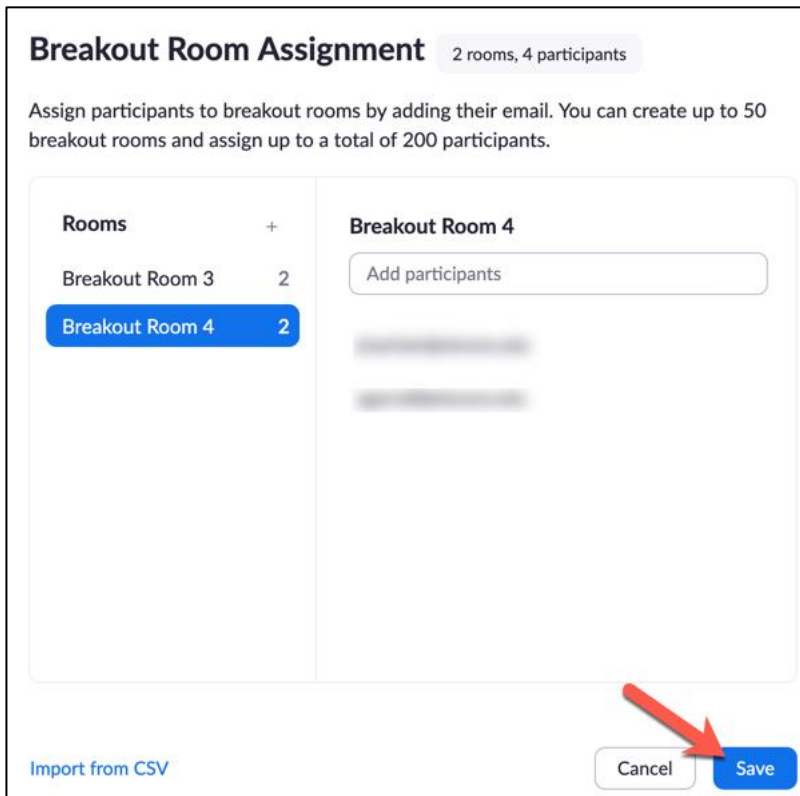 Breakout Room Assignment 2 rooms, 4 participants
Assign participants to breakout rooms by adding their email. You can create up to 50
breakout rooms and assign up to a total of 200 participants.
Rooms +
Breakout Room 3 2
Breakout Room 4 2
Breakout Room 4
Add participants
Import from CSV
Cancel
Save